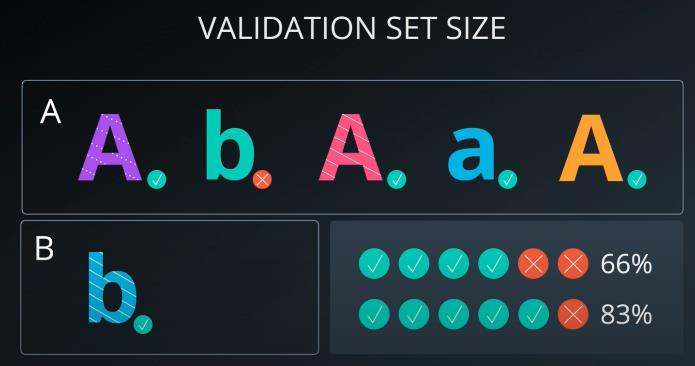 VALIDATION SET SIZE
A
A b A a A
B
b
66%
83%